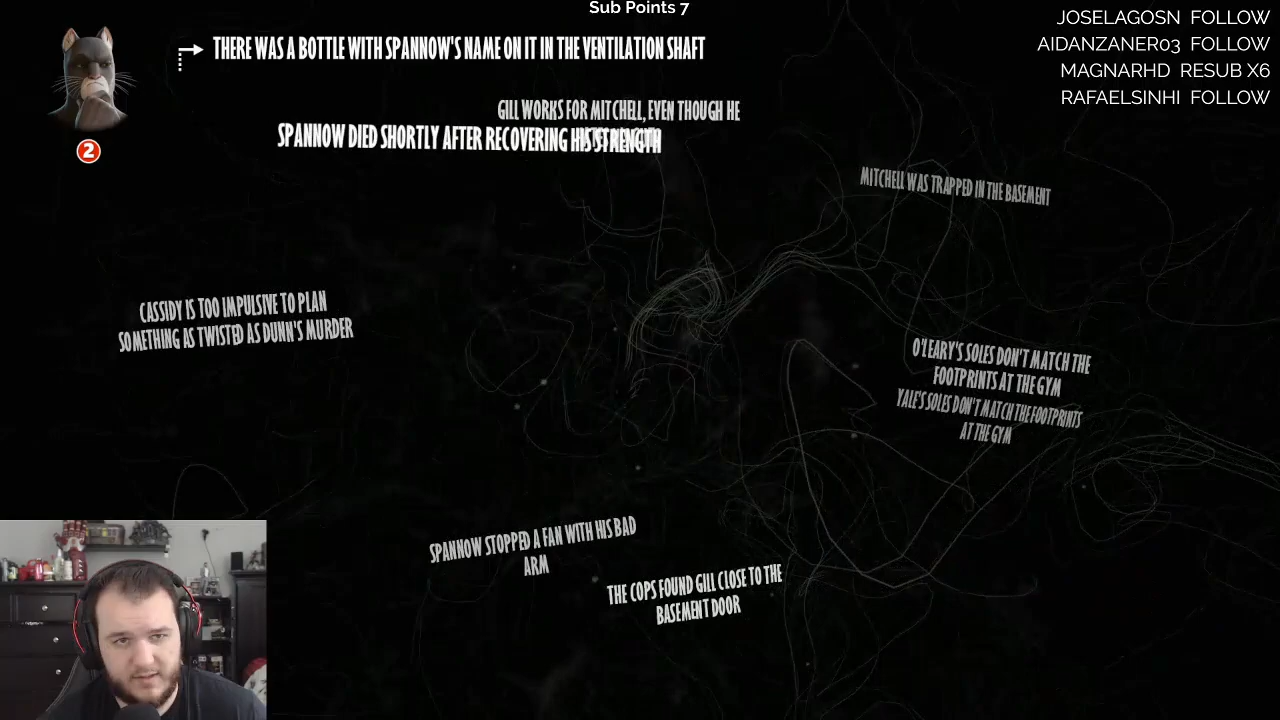 Sub Points 7
JOSELAGOSN FOLLOW
AIDANZANER03 FOLLOW
MAGNARHD RESUB X6
RAFAELSINHI FOLLOW
THERE WAS A BOTTLE WITH SPANNOW'S NAME ON IT IN THE VENTILATION SHAFT
2
GILL WORKS FOR MITCHELL, EVEN THOUGH HE
SPANNOW DIED SHORTLY AFTER RECOVERING HIS STRENGTH
MITCHELL WAS TRAPPED IN THE BASEMENT
CASSIDY IS TOO IMPULSIVE TO PLAN
SOMETHING AS TWISTED AS DUNN'S MURDER
O'LEARY'S SOLES DON'T MATCH THE
FOOTPRINTS AT THE GYM
YALE'S SOLES DON'T MATCH THE FOOTPRINTS
AT THE GYM
SPANNOW STOPPED A FAN WITH HIS BAD
ARM
THE COPS FOUND GILL CLOSE TO THE
BASEMENT DOOR